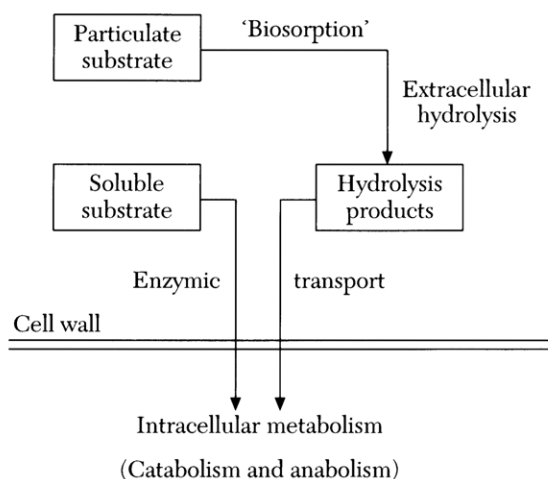 Particulate
substrate
‘Biosorption’
Extracellular
hydrolysis
Soluble
substrate
Hydrolysis
products
Enzymic
transport
Cell wall
Intracellular metabolism
(Catabolism and anabolism)